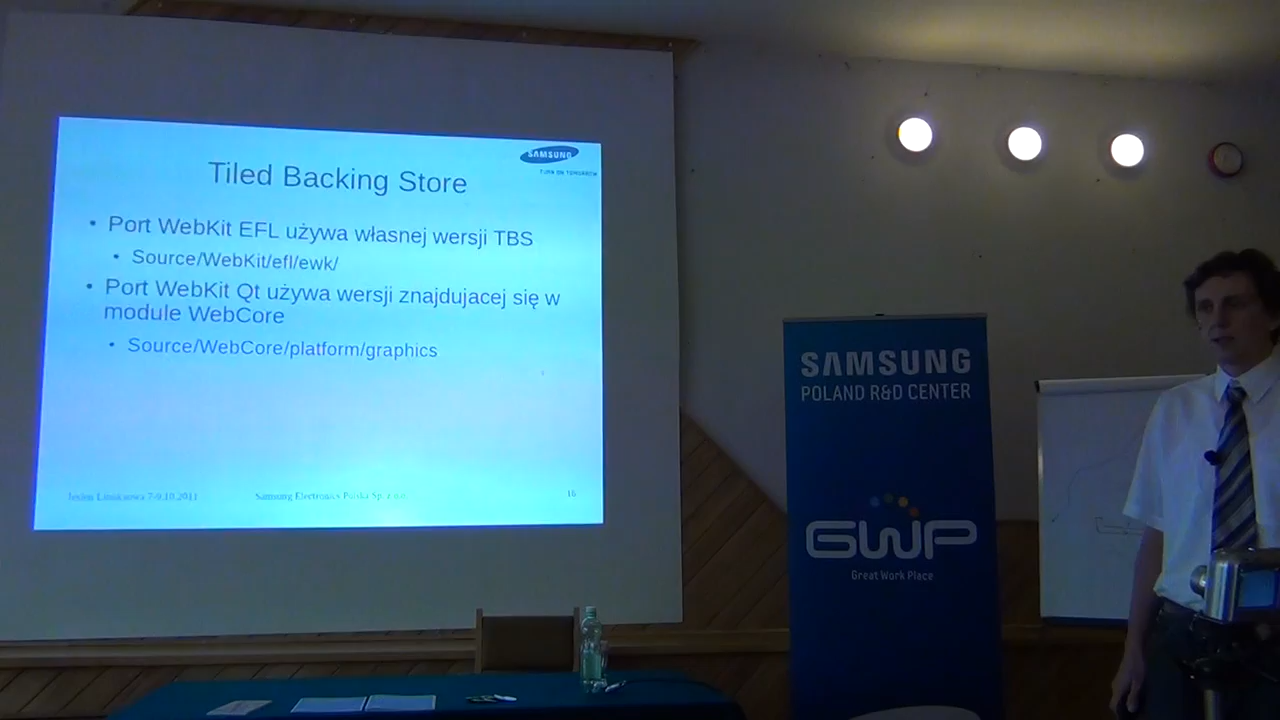 SAMSUNG
TURN ON TOMORROW
Tiled Backing Store
• Port WebKit EFL używa własnej wersji TBS
• Source/WebKit/efl/ewk/
• Port WebKit Qt używa wersji znajdujacej się w
module WebCore
• Source/WebCore/platform/graphics
Jesien Linuksowa 7-9.10.2011
Samsung Electronics Polska Sp. z o.o.
16
SAMSUNG
POLAND R&D CENTER
GWP
Great Work Place